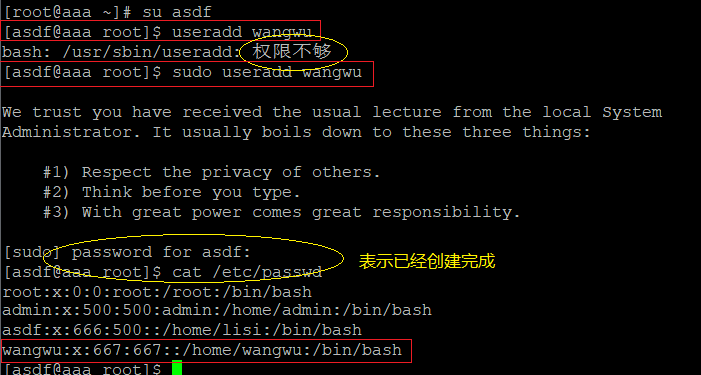 [root@aaa ~]# su asdf
[asdf@aaa root]$ useradd wangwu
bash: /usr/sbin/useradd: 权限不够
[asdf@aaa root]$ sudo useradd wangwu
We trust you have received the usual lecture from the local System
Administrator. It usually boils down to these three things:
#1) Respect the privacy of others.
#2) Think before you type.
#3) With great power comes great responsibility.
[sudo] password for asdf:
[asdf@aaa root]$ cat /etc/passwd
表示已经创建完成
root:x:0:0:root:/root:/bin/bash
admin:x:500:500:admin:/home/admin:/bin/bash
asdf:x:666:500::/home/lisi:/bin/bash
wangwu:x:667:667::/home/wangwu:/bin/bash
[asdf@aaa root]$